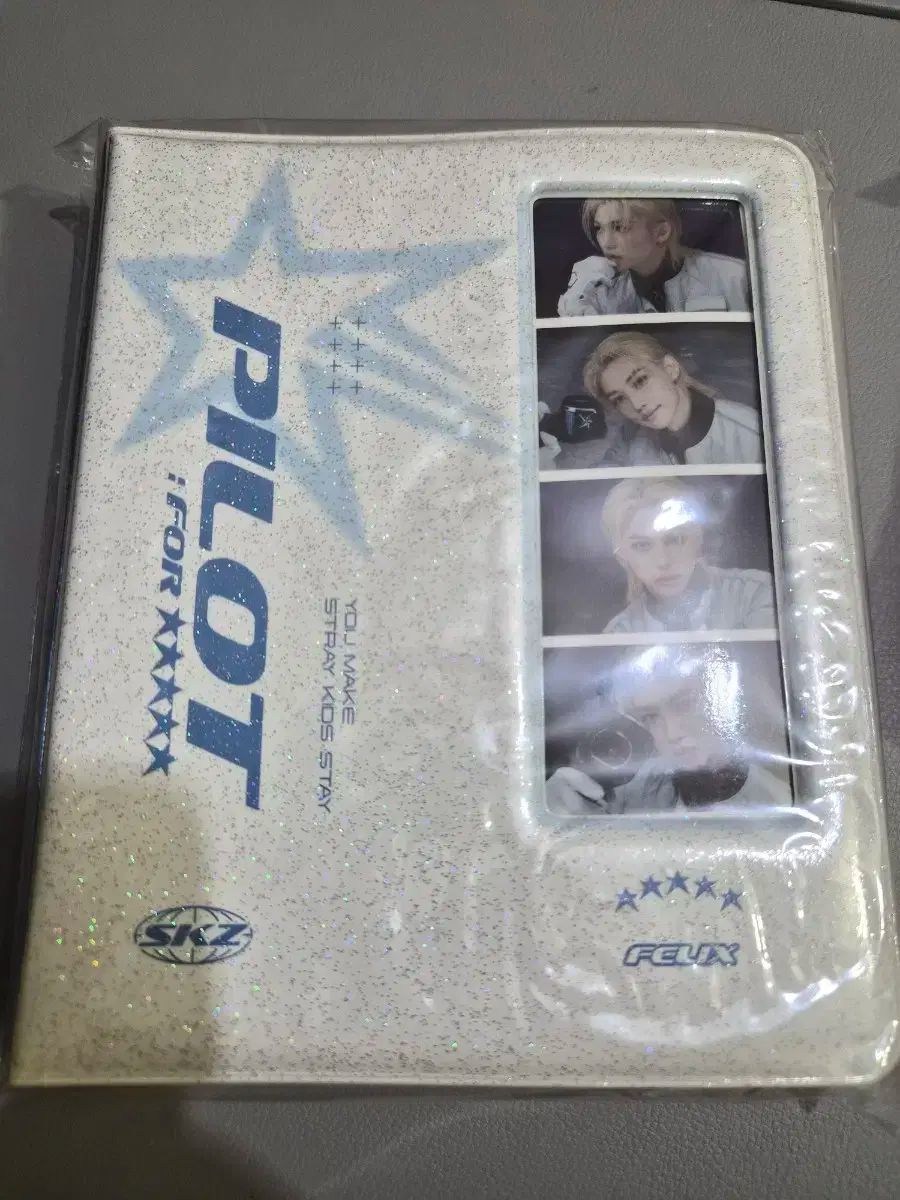 PILOT
: FOR ★★★★★
YOU MAKE
STRAY KIDS STAY
SKZ
FELIX